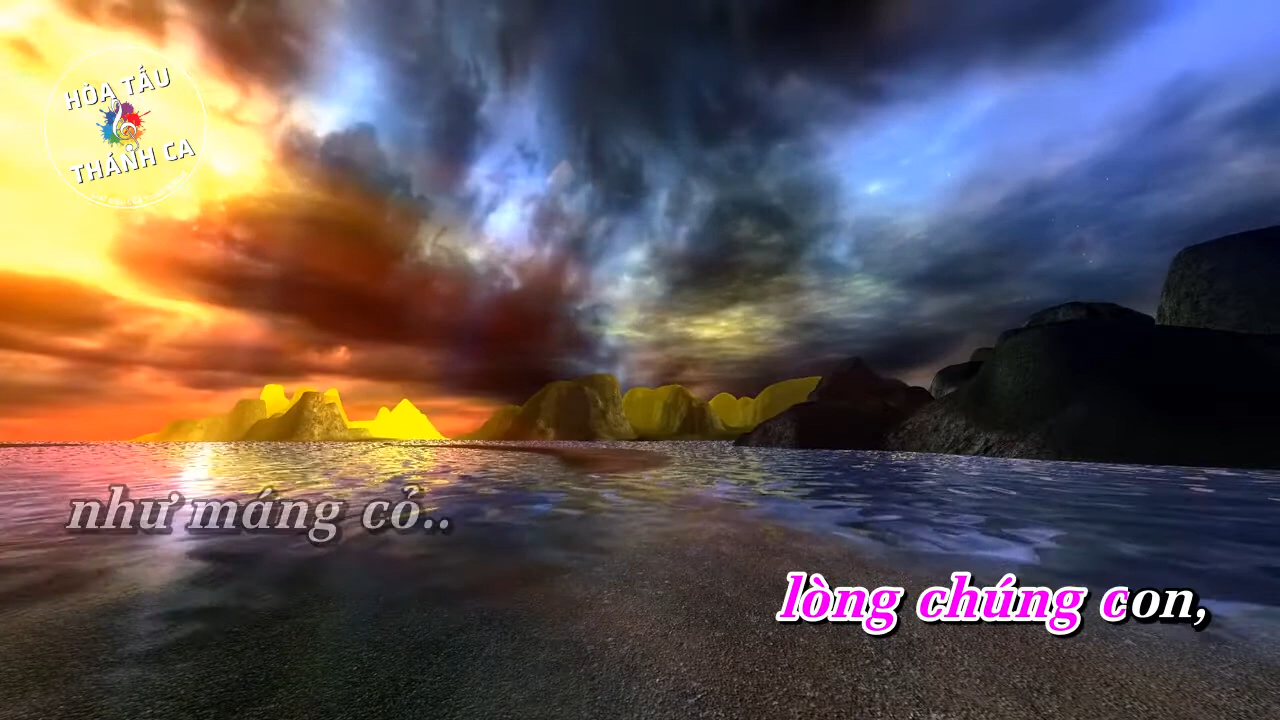 HÒA TẤU
THÁNH CA
như máng cỏ..
lòng chúng con,